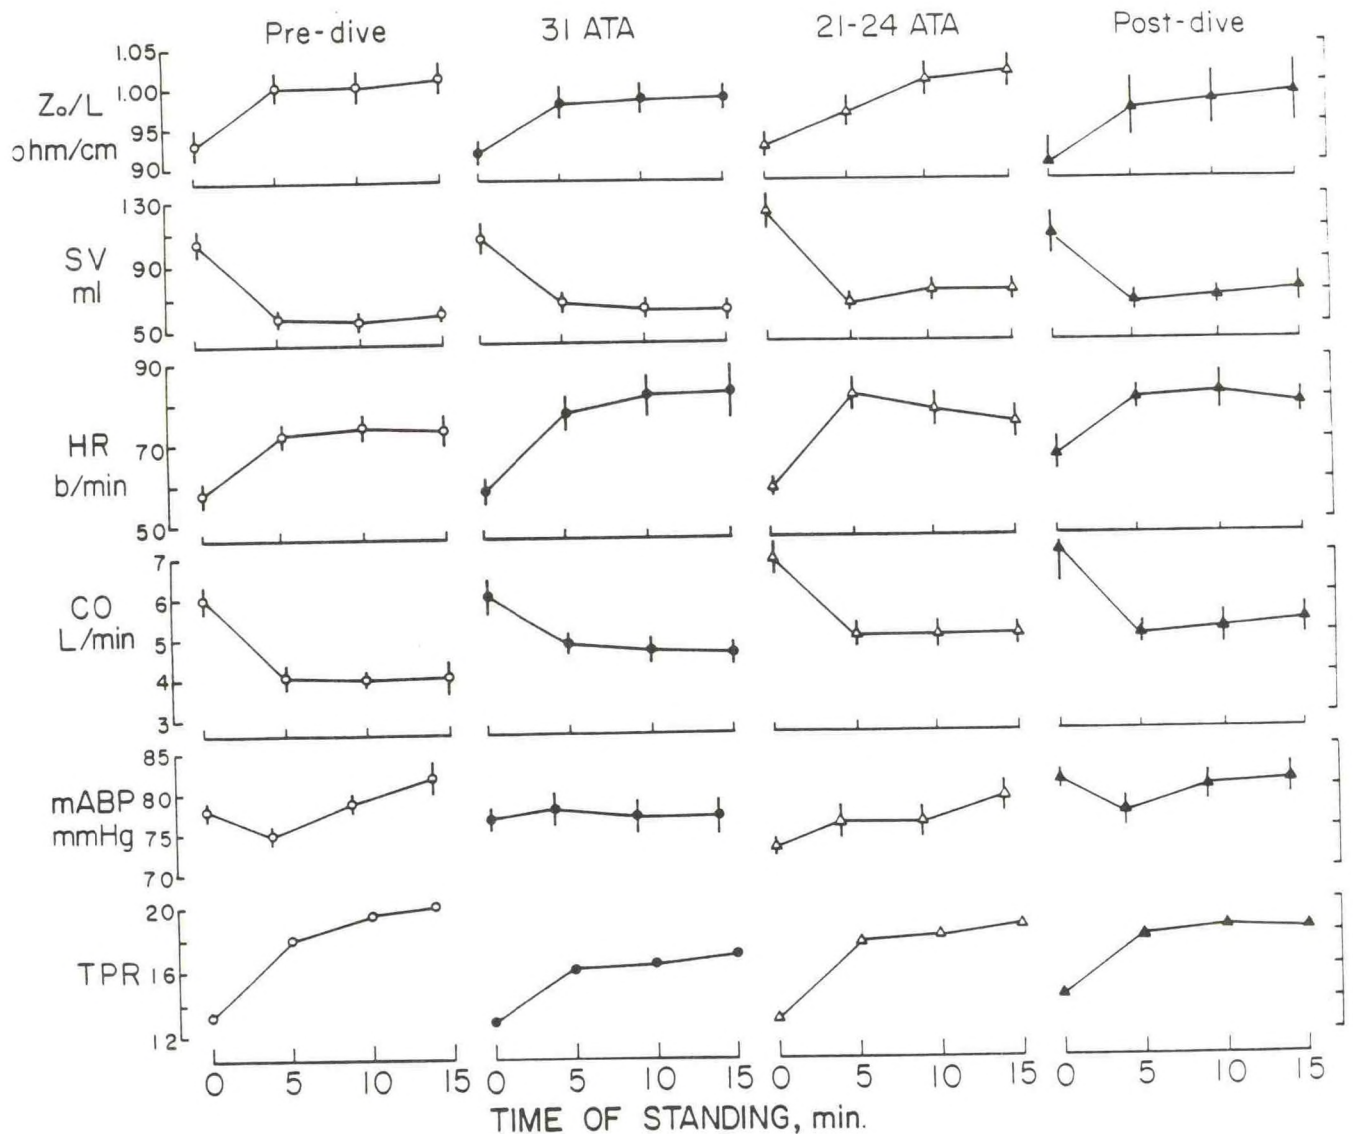 Pre-dive 31 ATA 21-24 ATA Post-dive
1.05
Zo/L 1.00
ohm/cm 95
90
130
SV 90
ml
50
90
HR 70
b/min
50
7
CO 6
L/min 5
4
3
85
mABP 80
mmHg 75
70
20
TPR 16
12
0 5 10 15 0 5 10 15 0 5 10 15 0 5 10 15
TIME OF STANDING, min.